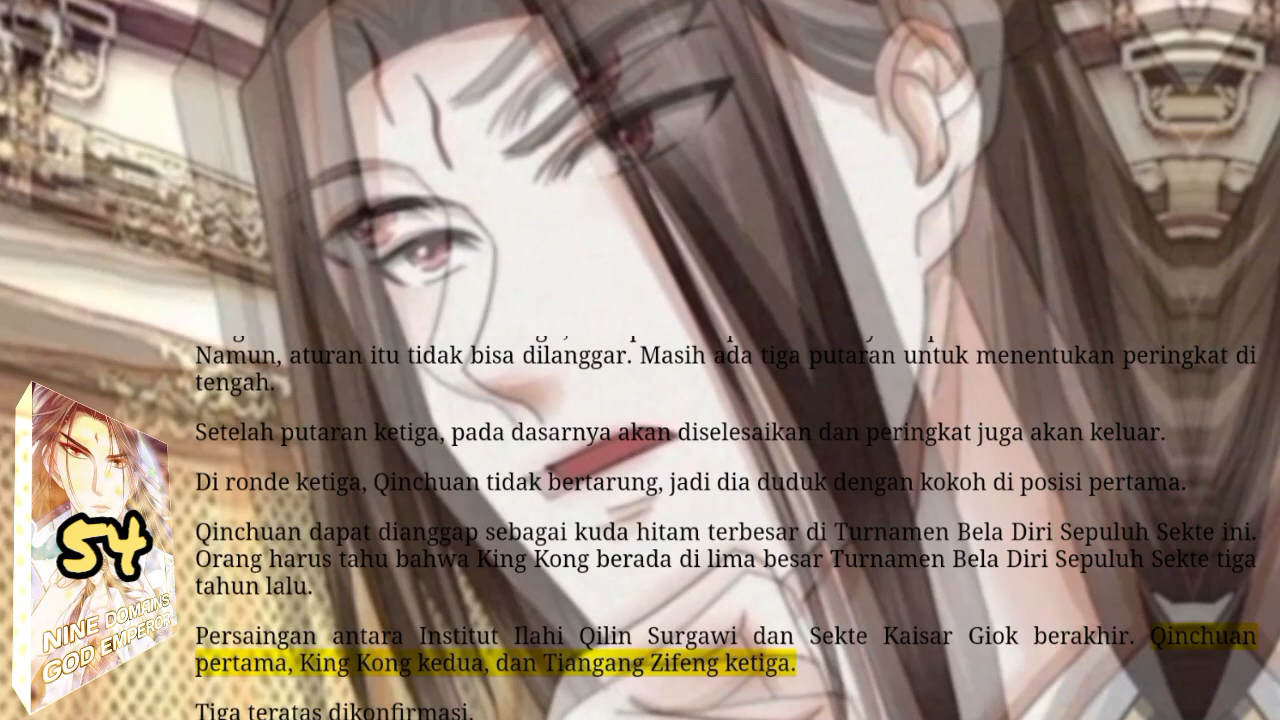 Namun, aturan itu tidak bisa dilanggar. Masih ada tiga putaran untuk menentukan peringkat di
tengah.
Setelah putaran ketiga, pada dasarnya akan diselesaikan dan peringkat juga akan keluar.
Di ronde ketiga, Qinchuan tidak bertarung, jadi dia duduk dengan kokoh di posisi pertama.
Qinchuan dapat dianggap sebagai kuda hitam terbesar di Turnamen Bela Diri Sepuluh Sekte ini.
Orang harus tahu bahwa King Kong berada di lima besar Turnamen Bela Diri Sepuluh Sekte tiga
tahun lalu.
Persaingan antara Institut Ilahi Qilin Surgawi dan Sekte Kaisar Giok berakhir. Qinchuan
pertama, King Kong kedua, dan Tiangang Zifeng ketiga.
Tiga teratas dikonfirmasi.
54
NINE DOMAINS
GOD EMPEROR